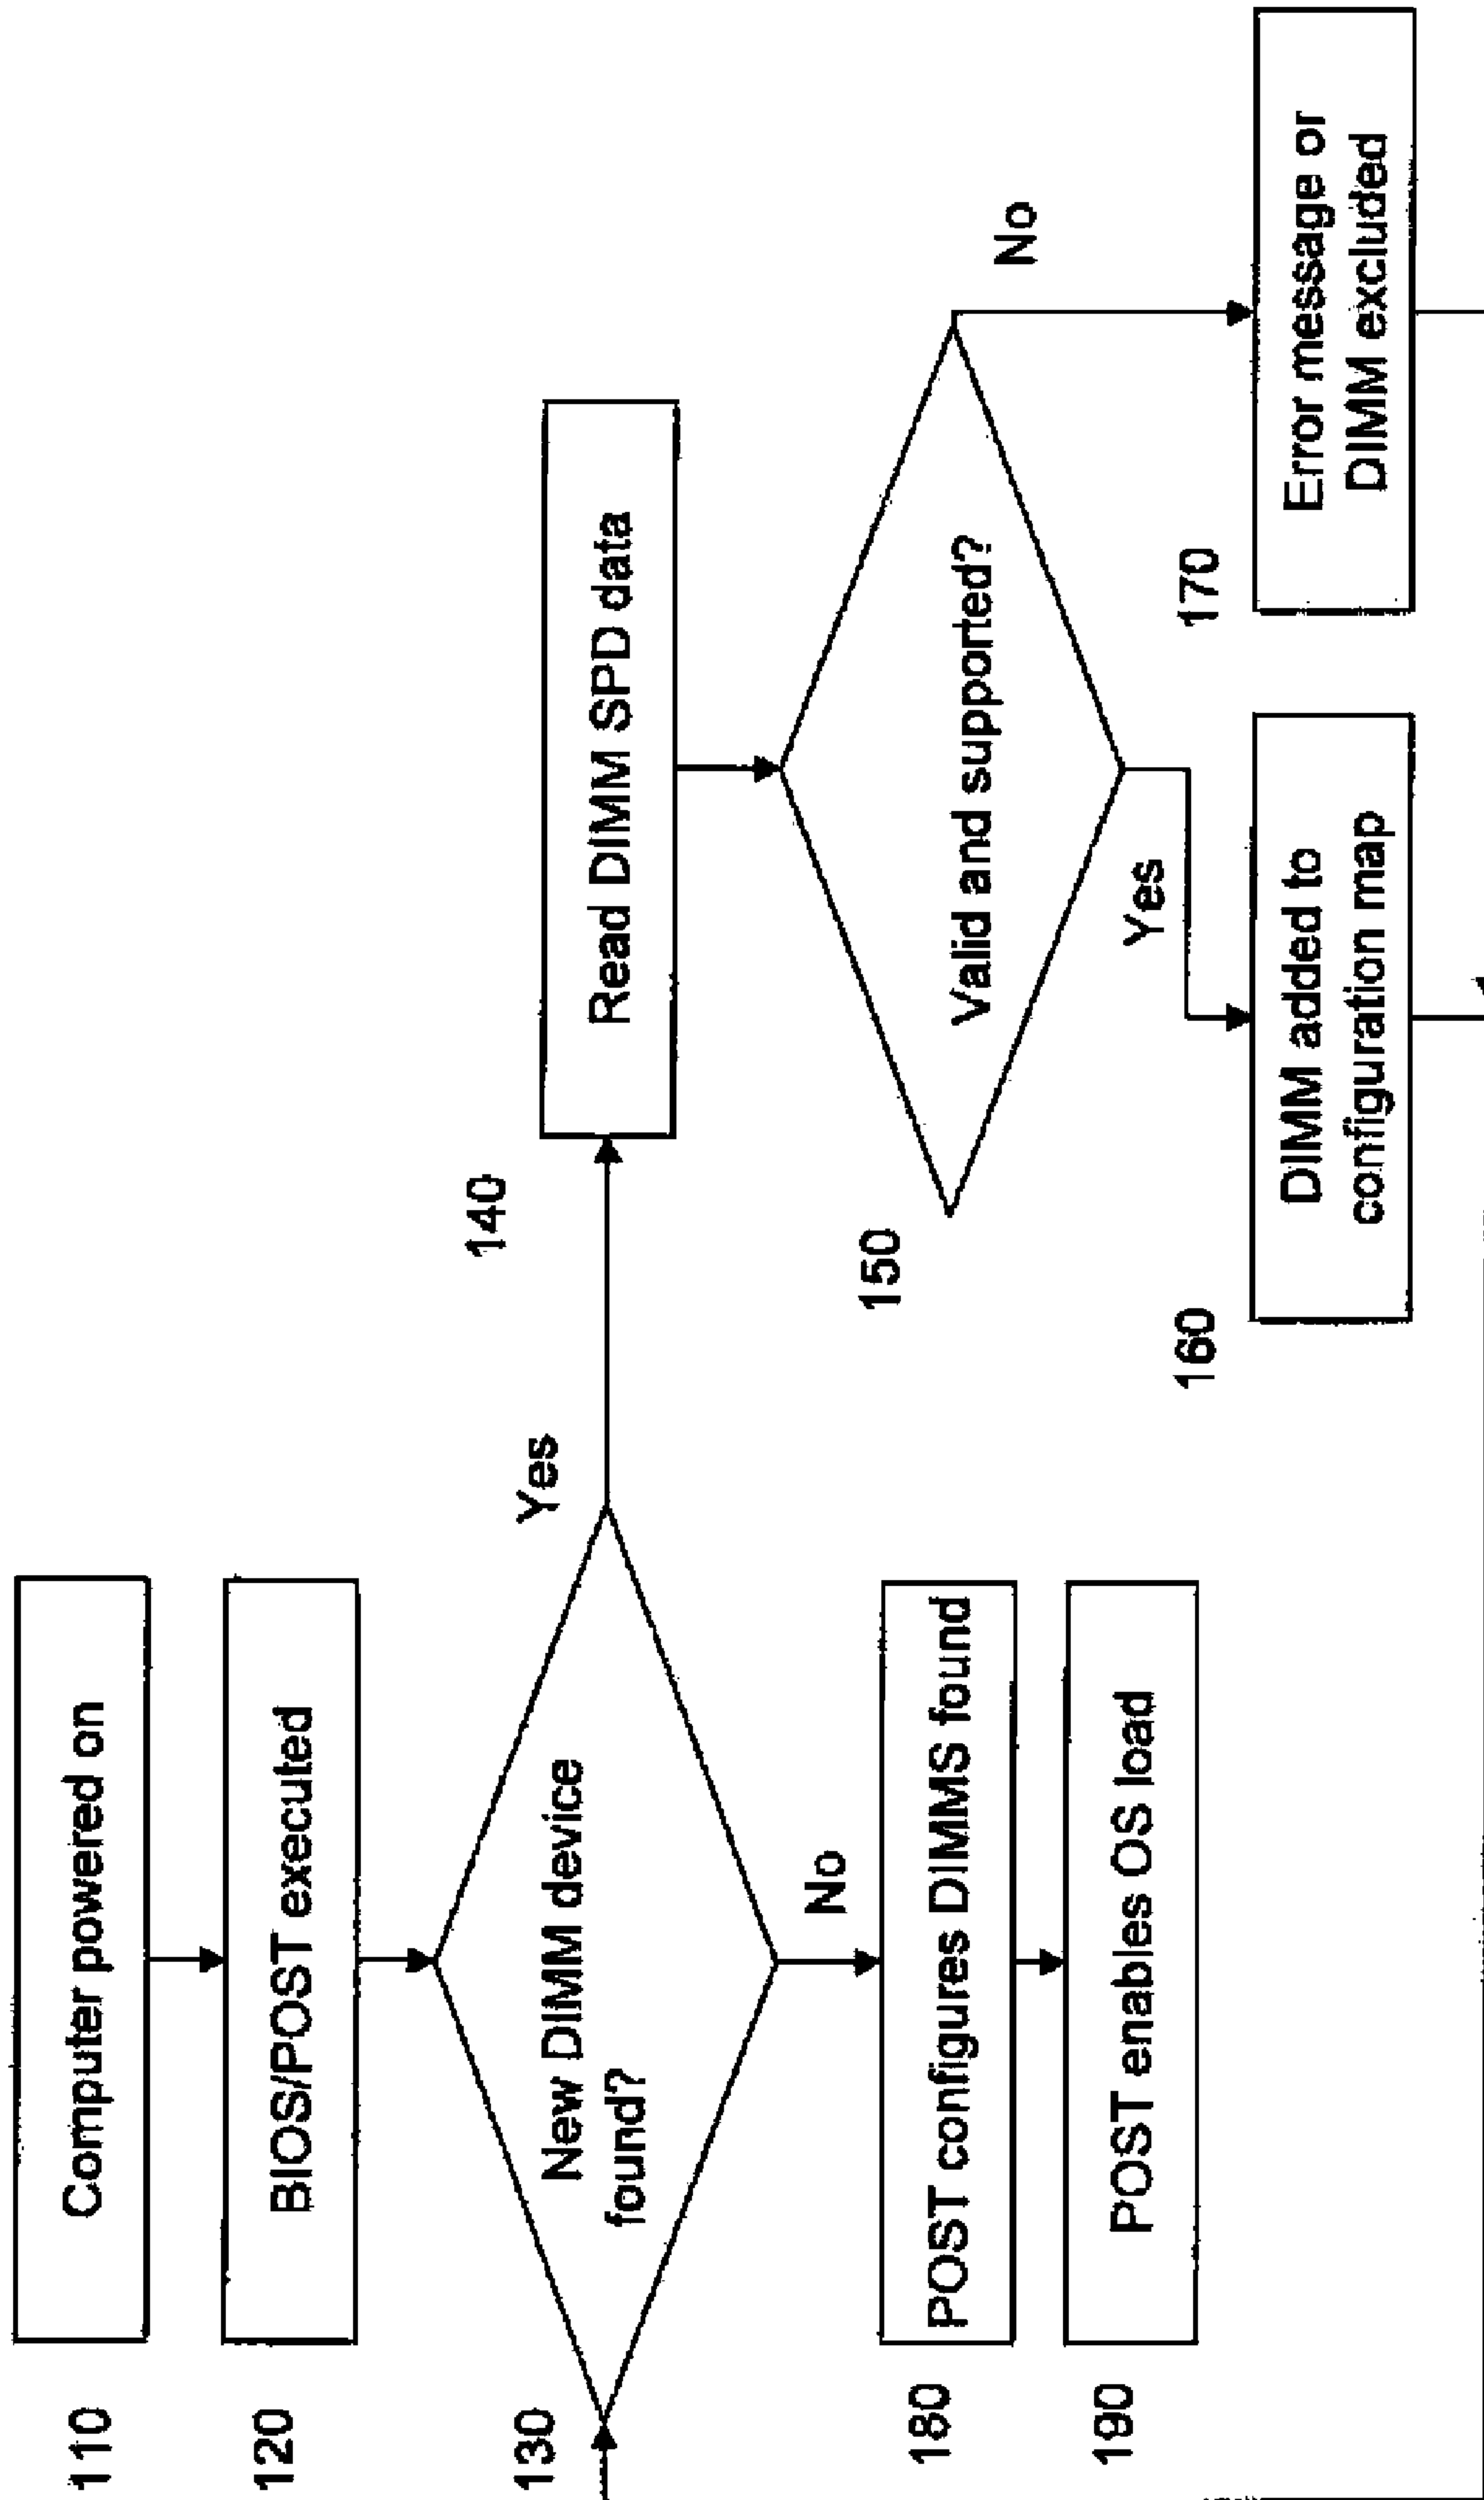 110
Computer powered on
120
BIOS/POST executed
130
New DIMM device
found?
Yes
No
140
Read DIMM SPD data
150
Valid and supported?
Yes
No
160
DIMM added to
configuration map
170
Error message or
DIMM excluded
180
POST configures DIMMS found
190
POST enables OS load